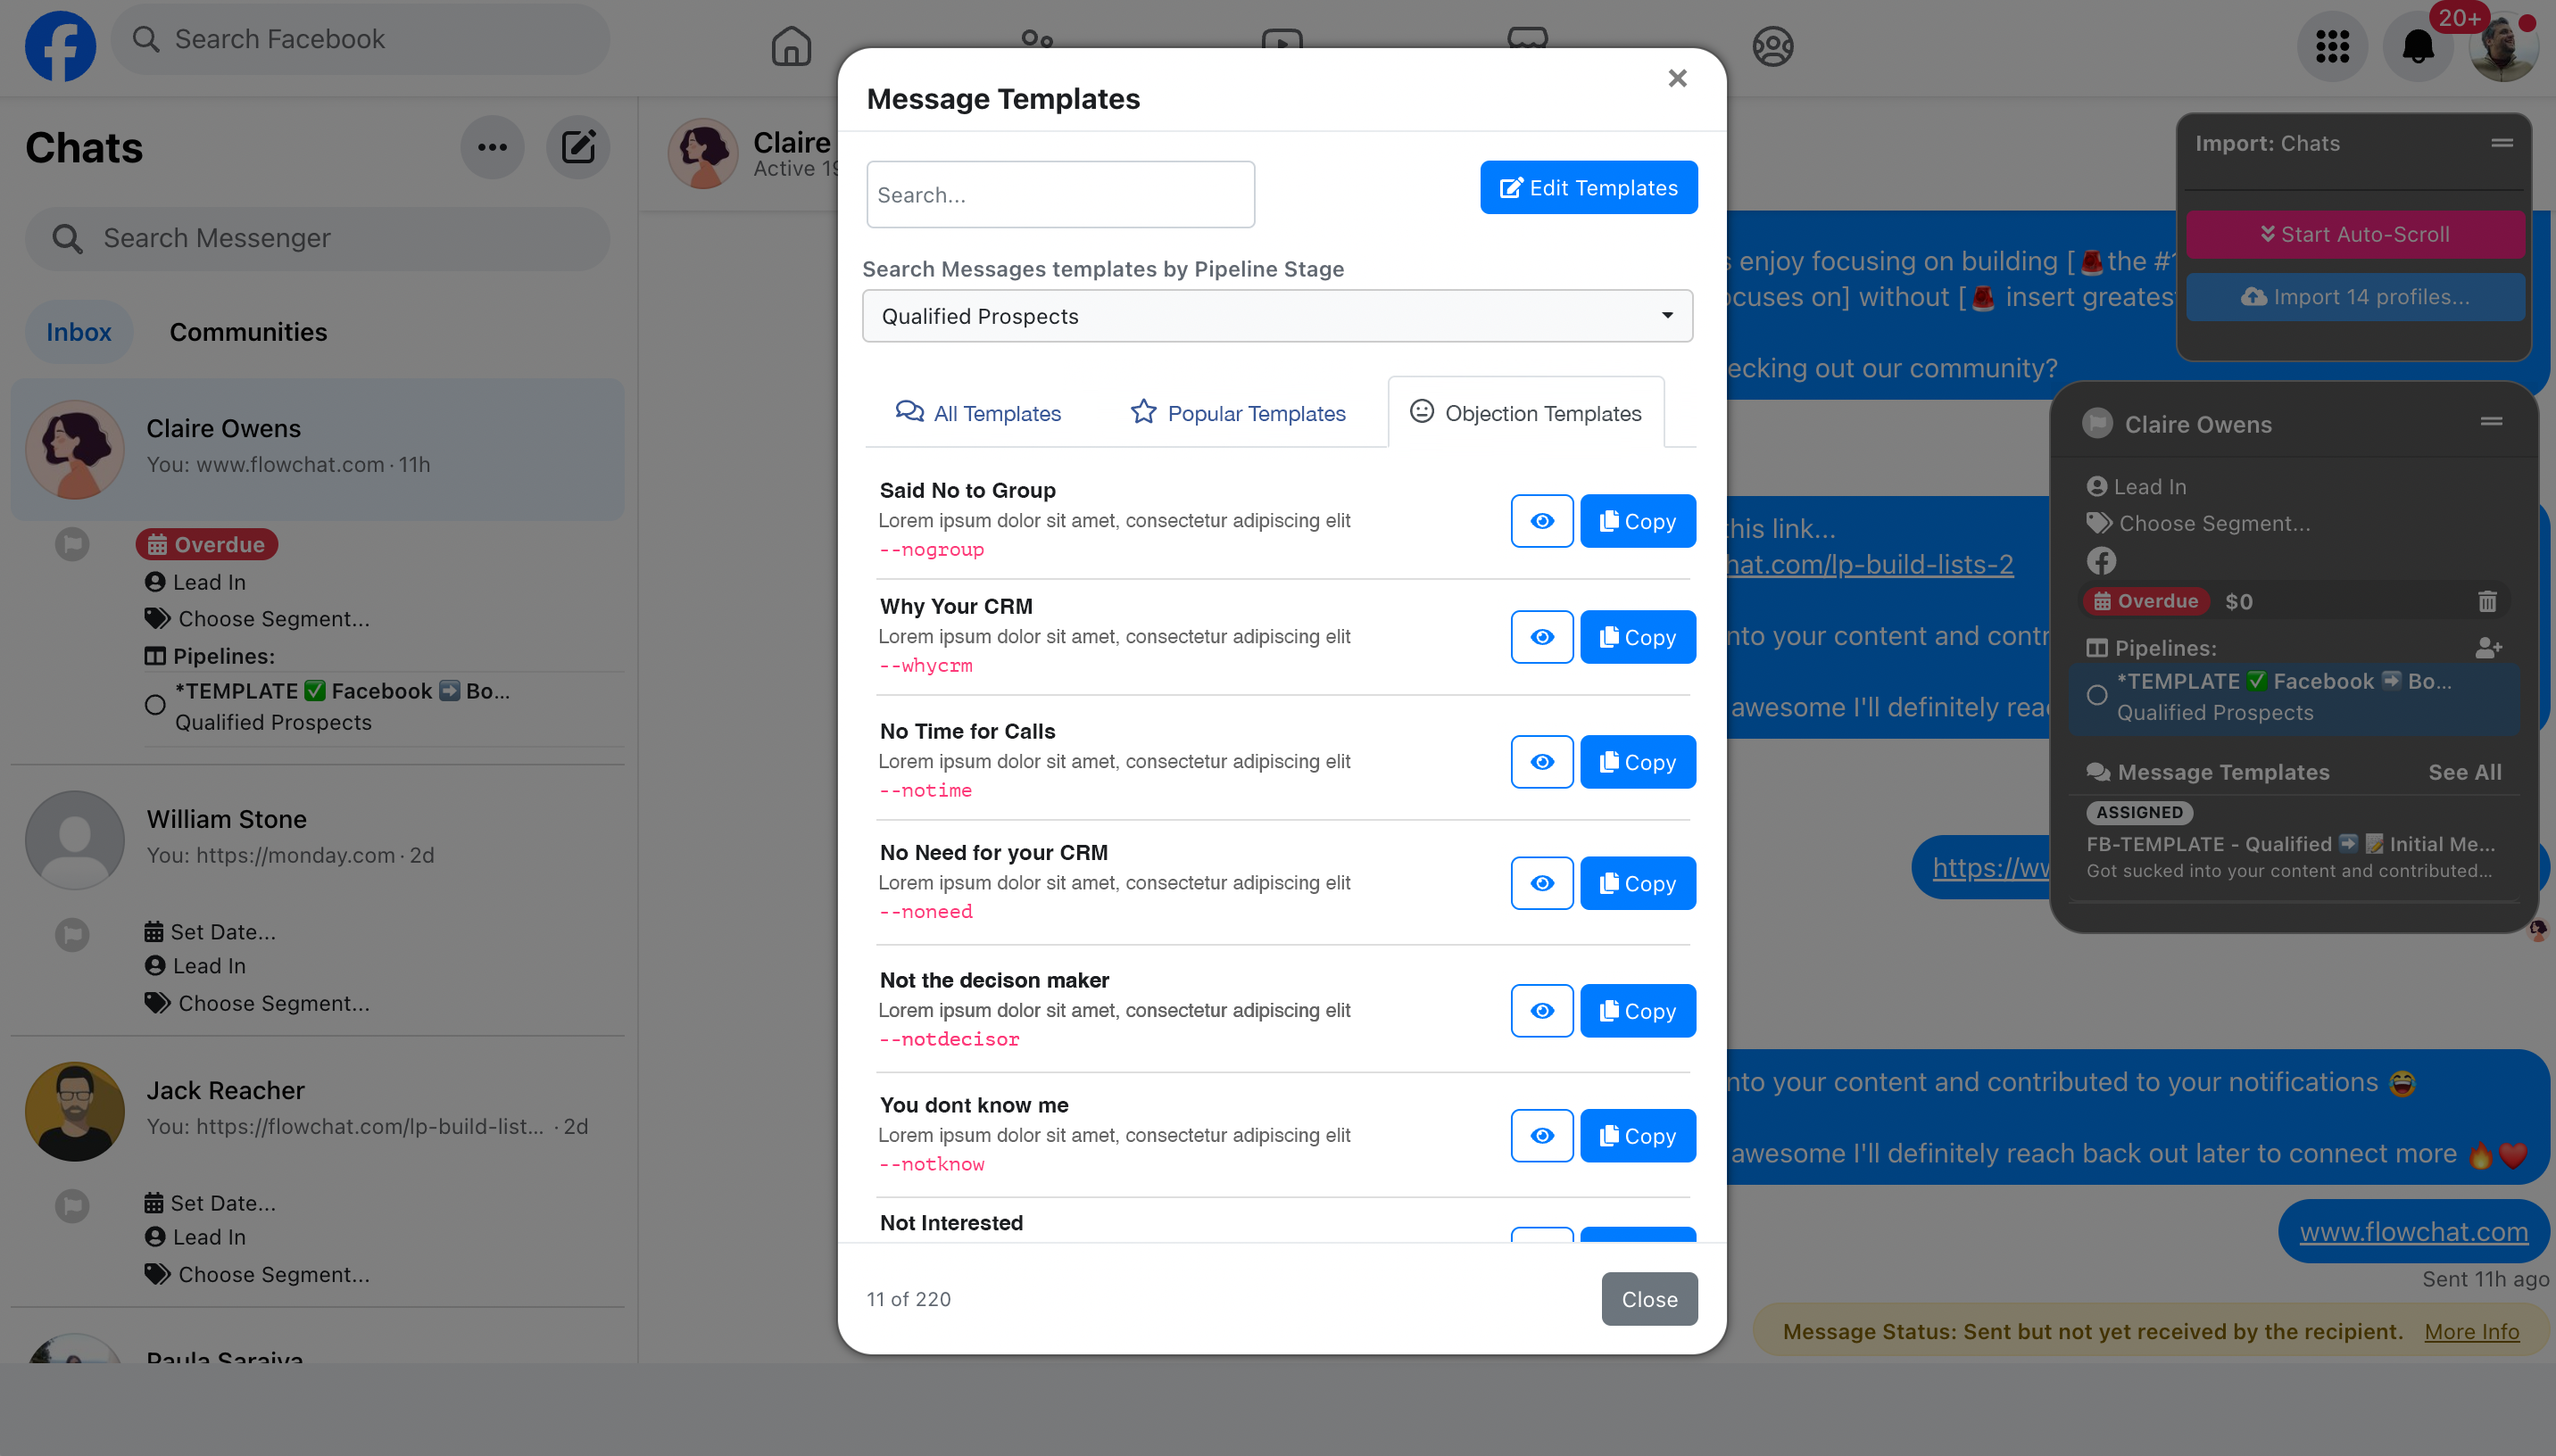 Search Facebook
20+
Chats
Search Messenger
Inbox
Communities
Claire Owens
You: www.flowchat.com · 11h
Overdue
Lead In
Choose Segment...
Pipelines:
*TEMPLATE ✅ Facebook ➡️ Bo...
Qualified Prospects
William Stone
You: https://monday.com · 2d
Set Date...
Lead In
Choose Segment...
Jack Reacher
You: https://flowchat.com/lp-build-list... · 2d
Set Date...
Lead In
Choose Segment...
Paula Saraiva
Claire
Active
Message Templates
×
Search...
Edit Templates
Search Messages templates by Pipeline Stage
Qualified Prospects
All Templates
Popular Templates
Objection Templates
Said No to Group
Lorem ipsum dolor sit amet, consectetur adipiscing elit
--nogroup
Copy
Why Your CRM
Lorem ipsum dolor sit amet, consectetur adipiscing elit
--whycrm
Copy
No Time for Calls
Lorem ipsum dolor sit amet, consectetur adipiscing elit
--notime
Copy
No Need for your CRM
Lorem ipsum dolor sit amet, consectetur adipiscing elit
--noneed
Copy
Not the decison maker
Lorem ipsum dolor sit amet, consectetur adipiscing elit
--notdecisor
Copy
You dont know me
Lorem ipsum dolor sit amet, consectetur adipiscing elit
--notknow
Copy
Not Interested
11 of 220
Close
enjoy focusing on building [🚨the #
ocuses on] without [🚨 insert greatest
ecking out our community?
this link...
hat.com/lp-build-lists-2
nto your content and contr
awesome I'll definitely rea
https://w
nto your content and contributed to your notifications 😂
awesome I'll definitely reach back out later to connect more 🔥❤️
www.flowchat.com
Sent 11h ago
Message Status: Sent but not yet received by the recipient. More Info
Import: Chats
Start Auto-Scroll
Import 14 profiles...
Claire Owens
Lead In
Choose Segment...
Overdue $0
Pipelines:
*TEMPLATE ✅ Facebook ➡️ Bo...
Qualified Prospects
Message Templates See All
ASSIGNED
FB-TEMPLATE - Qualified ➡️ 📝 Initial Me...
Got sucked into your content and contributed...